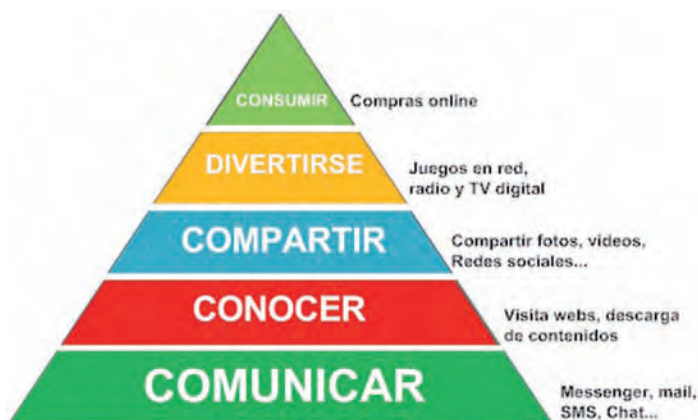 CONSUMIR
Compras online
DIVERTIRSE
Juegos en red,
radio y TV digital
COMPARTIR
Compartir fotos, videos,
Redes sociales...
CONOCER
Visita webs, descarga
de contenidos
COMUNICAR
Messenger, mail,
SMS, Chat...